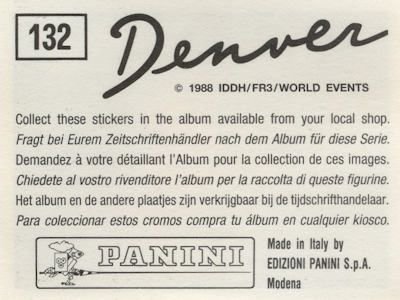 132
Denver
© 1988 IDDH/FR3/WORLD EVENTS
Collect these stickers in the album available from your local shop.
Fragt bei Eurem Zeitschriftenhändler nach dem Album für diese Serie.
Demandez à votre détaillant l'Album pour la collection de ces images.
Chiedete al vostro rivenditore l'album per la raccolta di queste figurine.
Het album en de andere plaatjes zijn verkrijgbaar bij de tijdschrifthandelaar.
Para coleccionar estos cromos compra tu álbum en cualquier kiosco.
PANINI
Made in Italy by
EDIZIONI PANINI S.p.A.
Modena